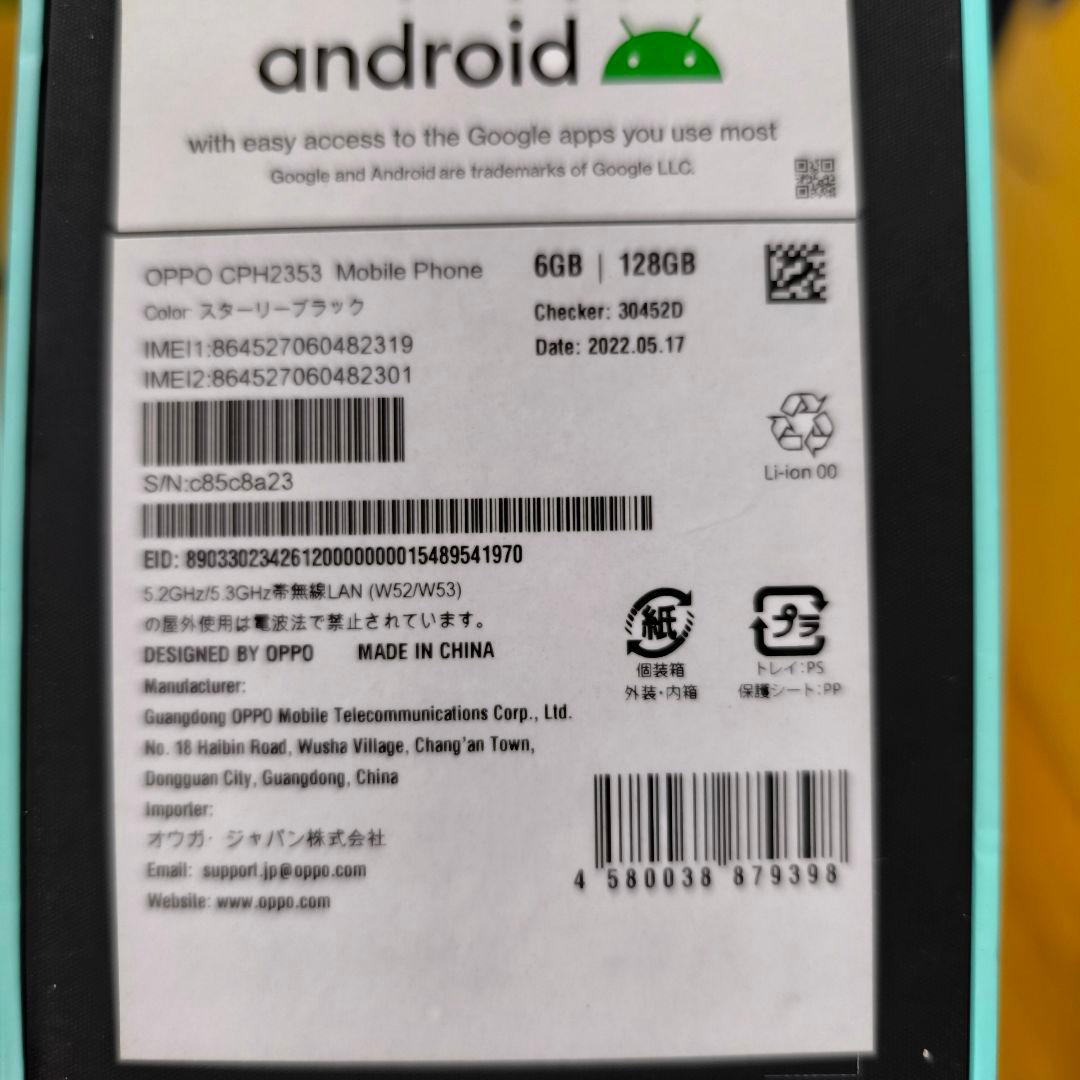 android
with easy access to the Google apps you use most
Google and Android are trademarks of Google LLC.
OPPO CPH2353 Mobile Phone
6GB | 128GB
Color スターリーブラック
Checker: 30452D
IMEI1:864527060482319
Date: 2022.05.17
IMEI2:864527060482301
Li-ion 00
S/N:c85c8a23
EID: 89033023426120000000015489541970
5.2GHz/5.3GHz帯無線LAN (W52/W53)
の屋外使用は電波法で禁止されています。
DESIGNED BY OPPO MADE IN CHINA
紙
個装箱
外装・内箱
プラ
トレイ:PS
保護シート:PP
Manufacturer:
Guangdong OPPO Mobile Telecommunications Corp., Ltd.
No. 18 Haibin Road, Wusha Village, Chang'an Town,
Dongguan City, Guangdong, China
Importer:
オウガ・ジャパン株式会社
Email: support.jp@oppo.com
Website: www.oppo.com
4 580038 879398